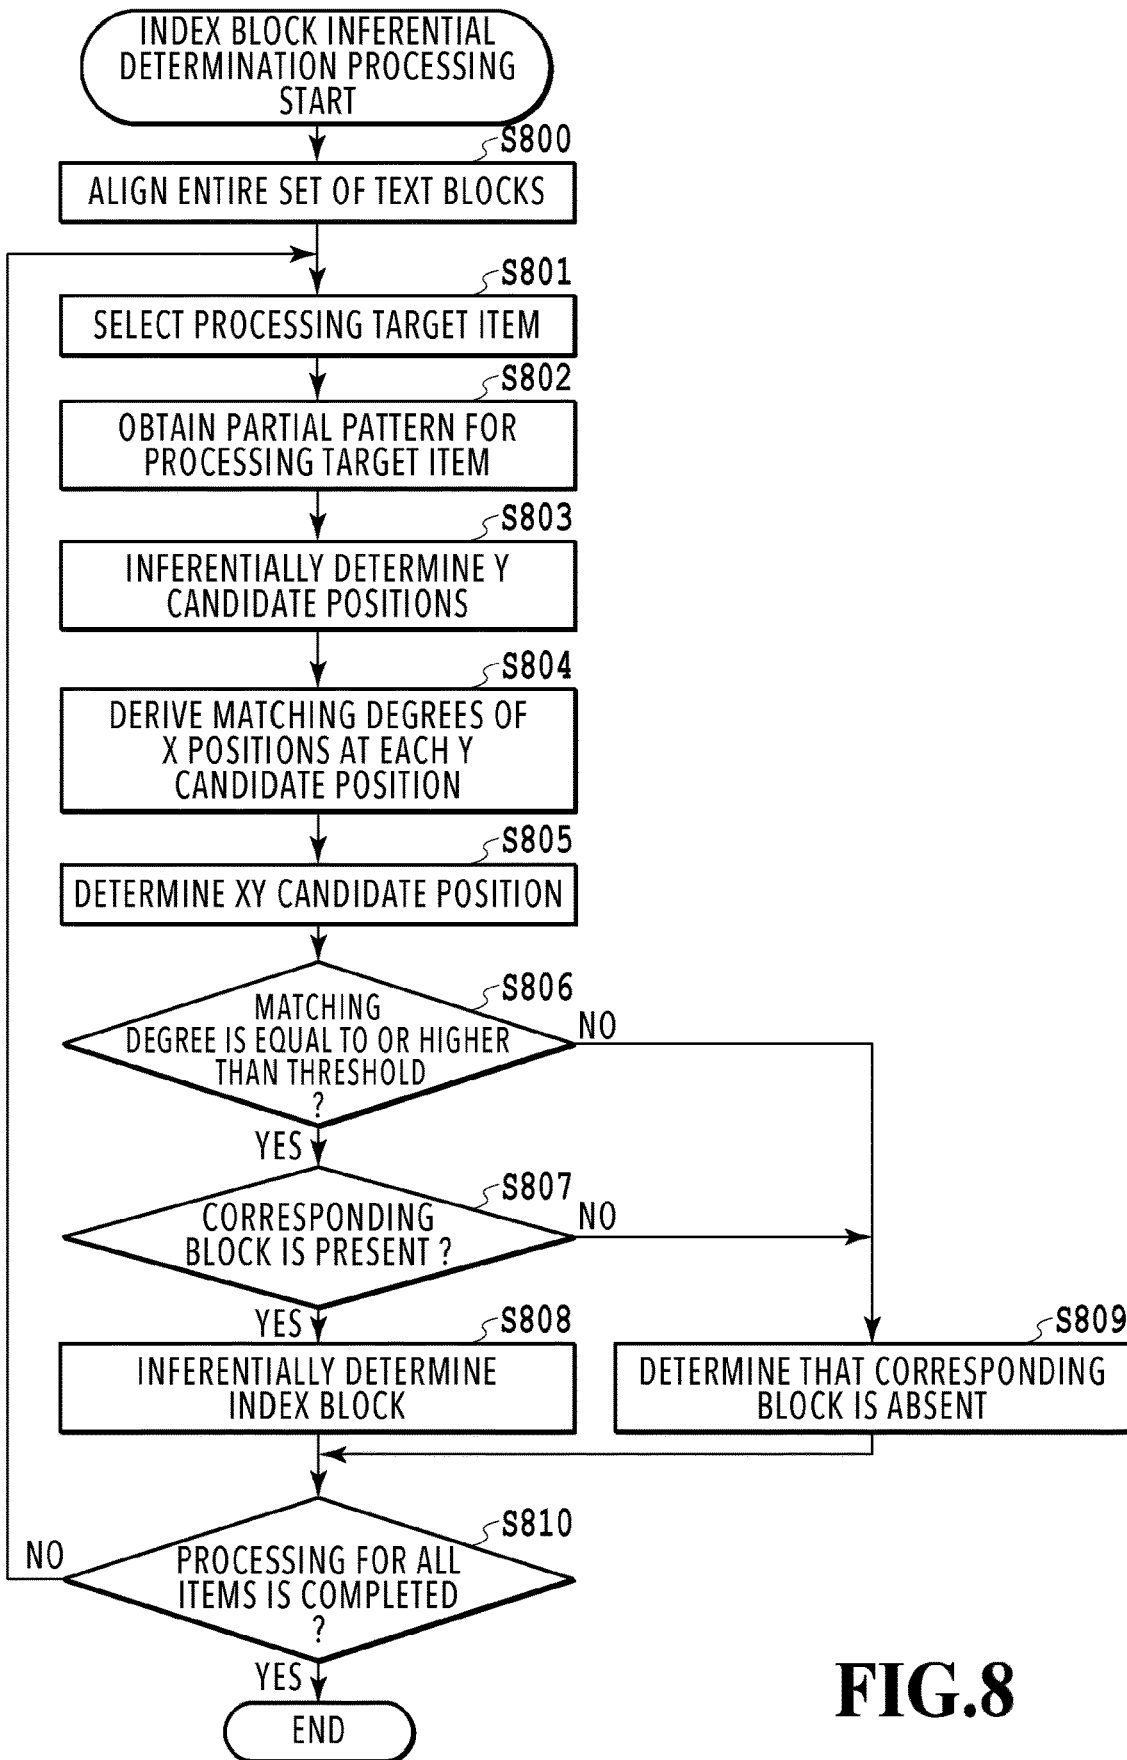 INDEX BLOCK INFERENTIAL
DETERMINATION PROCESSING
START
S800
ALIGN ENTIRE SET OF TEXT BLOCKS
S801
SELECT PROCESSING TARGET ITEM
S802
OBTAIN PARTIAL PATTERN FOR
PROCESSING TARGET ITEM
S803
INFERENTIALLY DETERMINE Y
CANDIDATE POSITIONS
S804
DERIVE MATCHING DEGREES OF
X POSITIONS AT EACH Y
CANDIDATE POSITION
S805
DETERMINE XY CANDIDATE POSITION
S806
MATCHING
DEGREE IS EQUAL TO OR HIGHER
THAN THRESHOLD
?
NO
YES
S807
CORRESPONDING
BLOCK IS PRESENT ?
NO
YES
S808
INFERENTIALLY DETERMINE
INDEX BLOCK
S809
DETERMINE THAT CORRESPONDING
BLOCK IS ABSENT
S810
PROCESSING FOR ALL
ITEMS IS COMPLETED
?
NO
YES
END
FIG.8